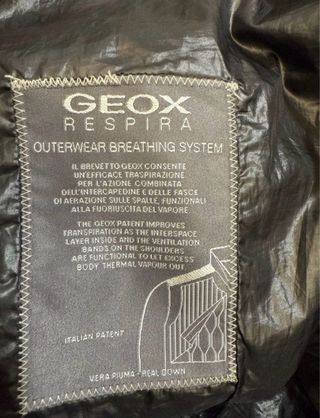 GEOX
RESPIRA
OUTERWEAR BREATHING SYSTEM
IL BREVETTO GEOX CONSENTE
UN'EFFICACE TRASPIRAZIONE
PER L'AZIONE COMBINATA
DELL'INTERCAPEDINE E DELLE FASCE
DI AERAZIONE SULLE SPALLE, FUNZIONALI
ALLA FUORIUSCITA DEL VAPORE.
THE GEOX PATENT IMPROVES
TRANSPIRATION AS THE INTERSPACE
LAYER INSIDE AND THE VENTILATION
BANDS ON THE SHOULDERS
ARE FUNCTIONAL TO LET EXCESS
BODY THERMAL VAPOUR OUT.
ITALIAN PATENT
VERA PIUMA - REAL DOWN